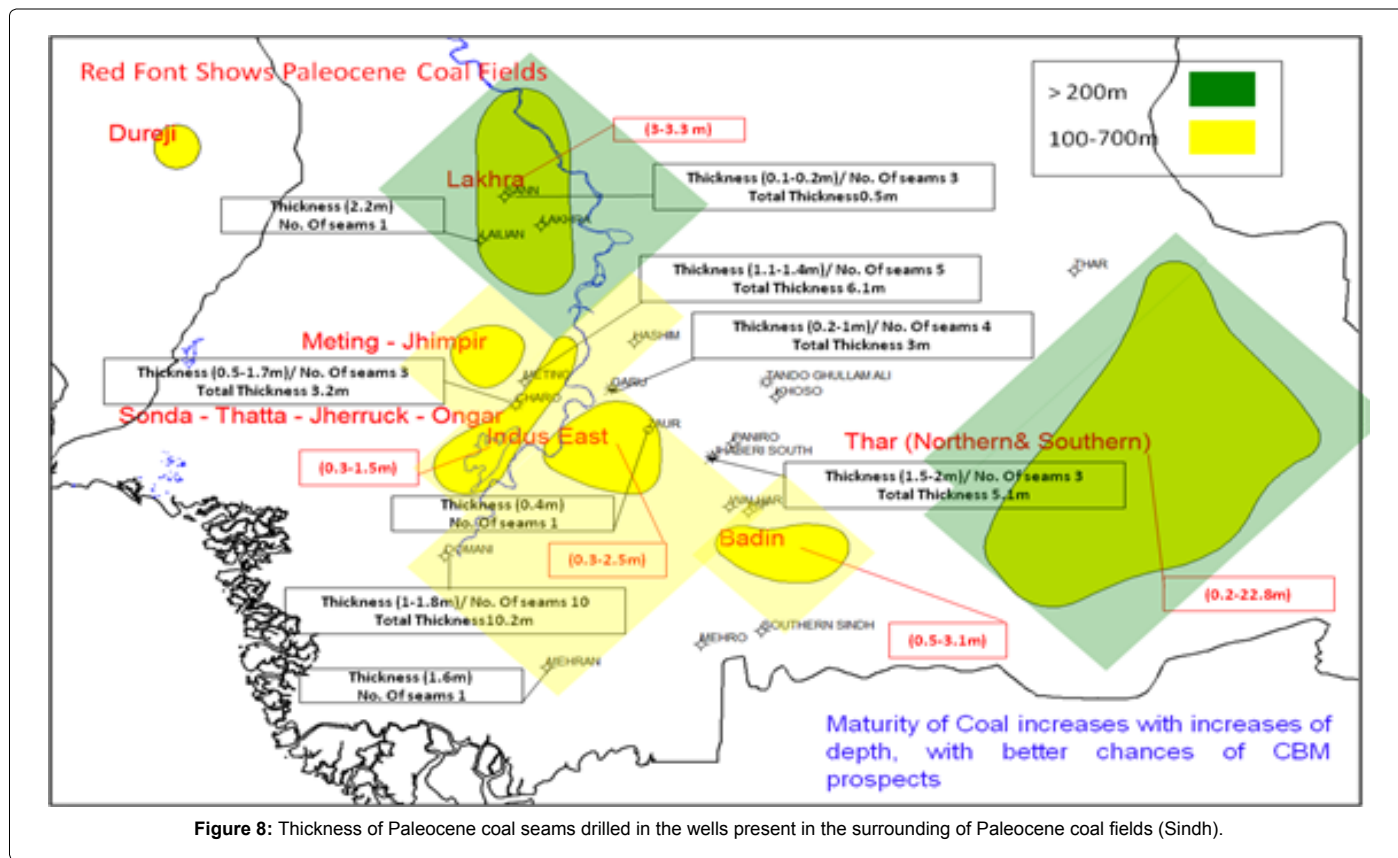 Red Font Shows Paleocene Coal Fields
> 200m
100-700m
Dureji
(3-3.3 m)
Lakhra
SANN
Thickness (0.1-0.2m)/ No. Of seams 3
Total Thickness0.5m
Thickness (2.2m)
No. Of seams 1
LAKHRA
LAILIAN
Thickness (1.1-1.4m)/ No. Of seams 5
Total Thickness 6.1m
THAR
Meting - Jhimpir
HASHIM
Thickness (0.2-1m)/ No. Of seams 4
Total Thickness 3m
Thickness (0.5-1.7m)/ No. Of seams 3
Total Thickness 3.2m
METING
DARU
TANDO GHULLAM ALI
KHOSO
CHARO
Sonda - Thatta - Jherruck - Ongar
Indus East
JAUR
PANIRO
JHABERI SOUTH
Thar (Northern& Southern)
(0.3-1.5m)
Thickness (1.5-2m)/ No. Of seams 3
Total Thickness 5.1m
Thickness (0.4m)
No. Of seams 1
Badin
(0.3-2.5m)
Thickness (1-1.8m)/ No. Of seams 10
Total Thickness10.2m
(0.2-22.8m)
(0.5-3.1m)
SOUTHERN SINDH
MEHRO
MEHRAN
Thickness (1.6m)
No. Of seams 1
Maturity of Coal increases with increases of
depth, with better chances of CBM
prospects
Figure 8: Thickness of Paleocene coal seams drilled in the wells present in the surrounding of Paleocene coal fields (Sindh).